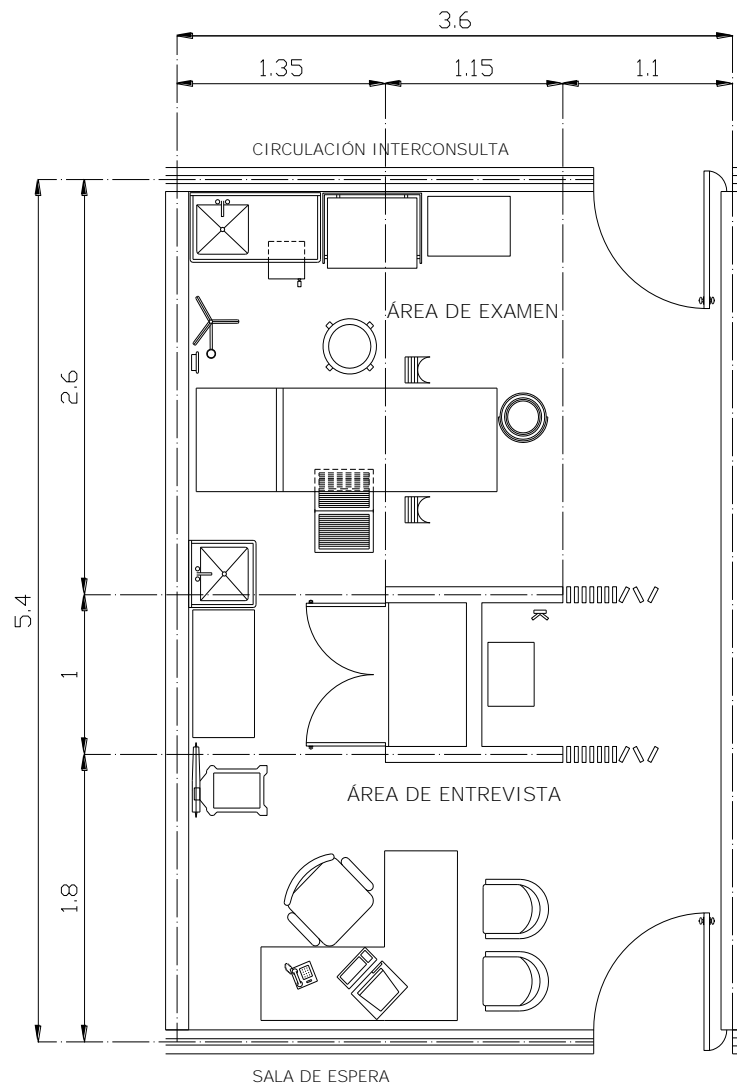 3.6
1.35
1.15
1.1
CIRCULACIÓN INTERCONSULTA
ÁREA DE EXAMEN
2.6
5.4
1
ÁREA DE ENTREVISTA
1.8
SALA DE ESPERA